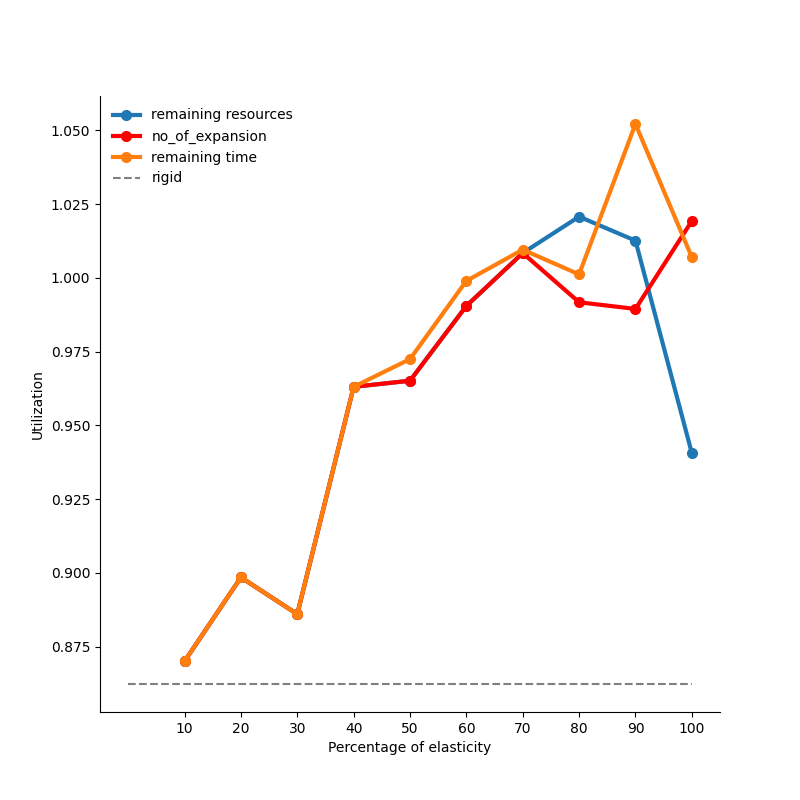 remaining resources
no_of_expansion
remaining time
rigid
1.050
1.025
1.000
0.975
0.950
0.925
0.900
0.875
Utilization
10 20 30 40 50 60 70 80 90 100
Percentage of elasticity